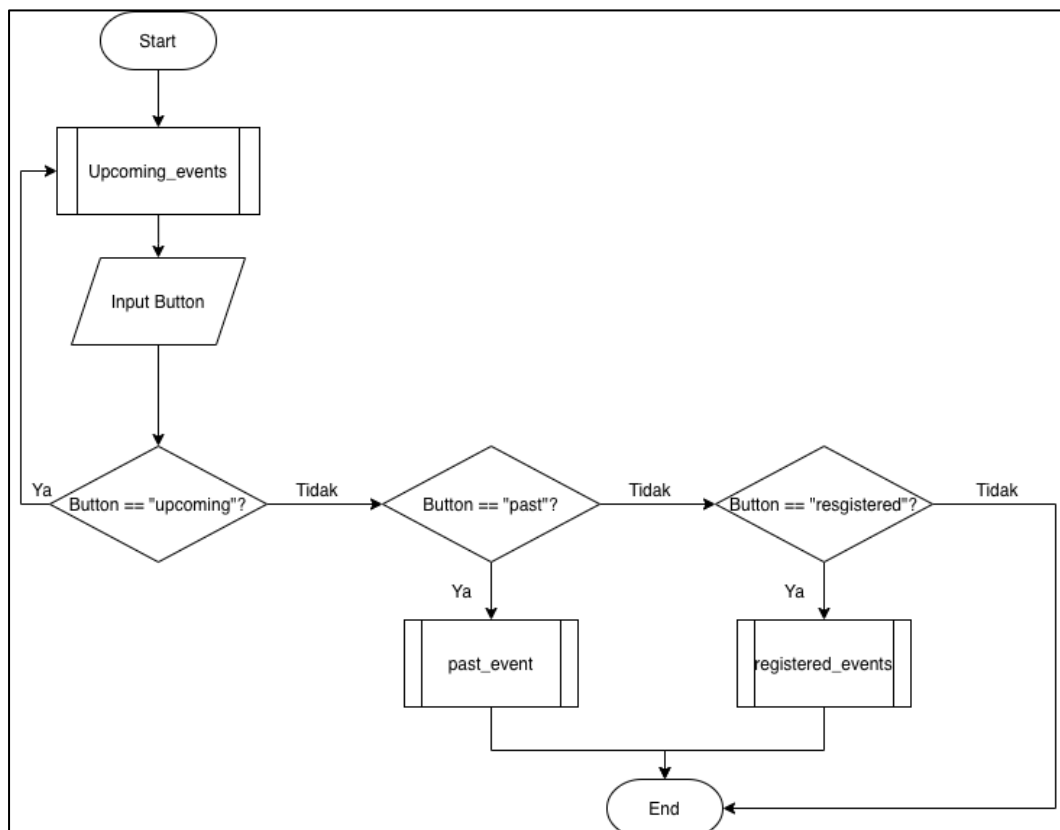 Start
Upcoming_events
Input Button
Ya
Button == "upcoming"?
Tidak
Button == "past"?
Tidak
Button == "resgistered"?
Tidak
Ya
Ya
past_event
registered_events
End